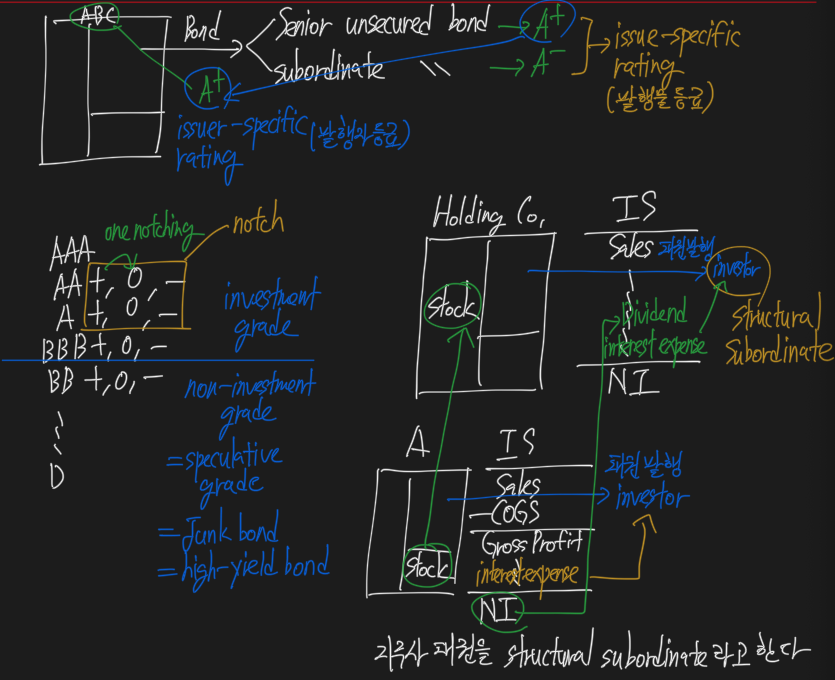 ABC
Bond
Senior unsecured bond → A+
subordinate 〃 → A-
issue-specific
rating
(발행물 등급)
A+
issuer-specific (발행자 등급)
rating
one notching
notch
AAA
AA +, 0, -
A +, 0, -
BBB +, 0, -
investment
grade
BB +, 0, -
D
non-investment
grade
= speculative
grade
= Junk bond
= high-yield bond
Holding Co,
Stock
IS
Sales
채권발행
investor
Dividend
interest expense
NI
Structural
Subordinate
A
Stock
IS
Sales
-COGS
Gross Profit
interest expense
NI
채권발행
investor
지주사 채권을 structural subordinate 라고 한다